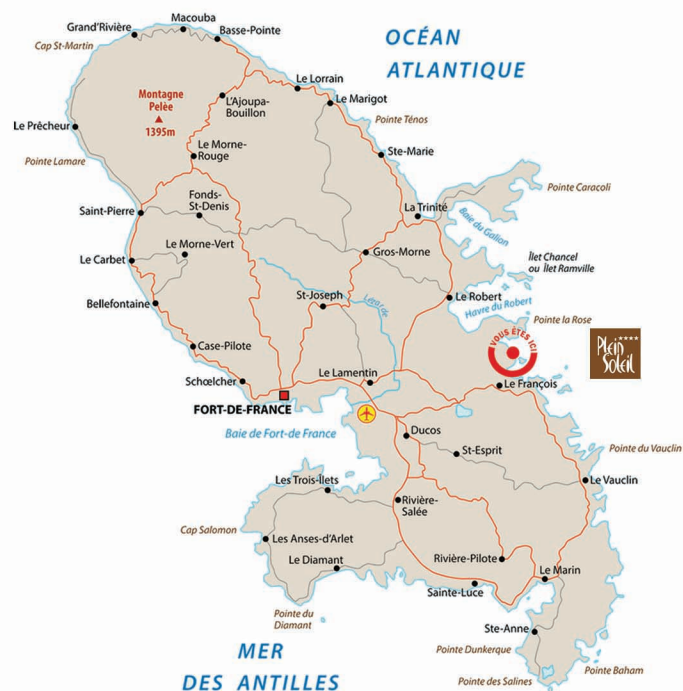 Macouba
Grand'Rivière
Basse-Pointe
OCÉAN
ATLANTIQUE
Cap St-Martin
Le Lorrain
Montagne
Pelèe
1395m
L'Ajoupa-
Bouillon
Le Marigot
Pointe Ténos
Le Prêcheur
Le Morne-
Rouge
Ste-Marie
Pointe Lamare
Pointe Caracoli
Fonds-
St-Denis
Saint-Pierre
La Trinité
Baie du Galion
Le Morne-Vert
Gros-Morne
Le Carbet
Îlet Chancel
ou Îlet Ramville
St-Joseph
Lézarde
Le Robert
Havre du Robert
Bellefontaine
Pointe la Rose
VOUS ÊTES ICI
Plein
Soleil
Case-Pilote
Le Lamentin
Schœlcher
Le François
FORT-DE-FRANCE
Baie de Fort-de France
Ducos
St-Esprit
Pointe du Vauclin
Les Trois-Îlets
Le Vauclin
Rivière-
Salée
Cap Salomon
Les Anses-d'Arlet
Le Diamant
Rivière-Pilote
Le Marin
Sainte-Luce
Pointe du
Diamant
Ste-Anne
MER
DES ANTILLES
Pointe Dunkerque
Pointe Baham
Pointe des Salines